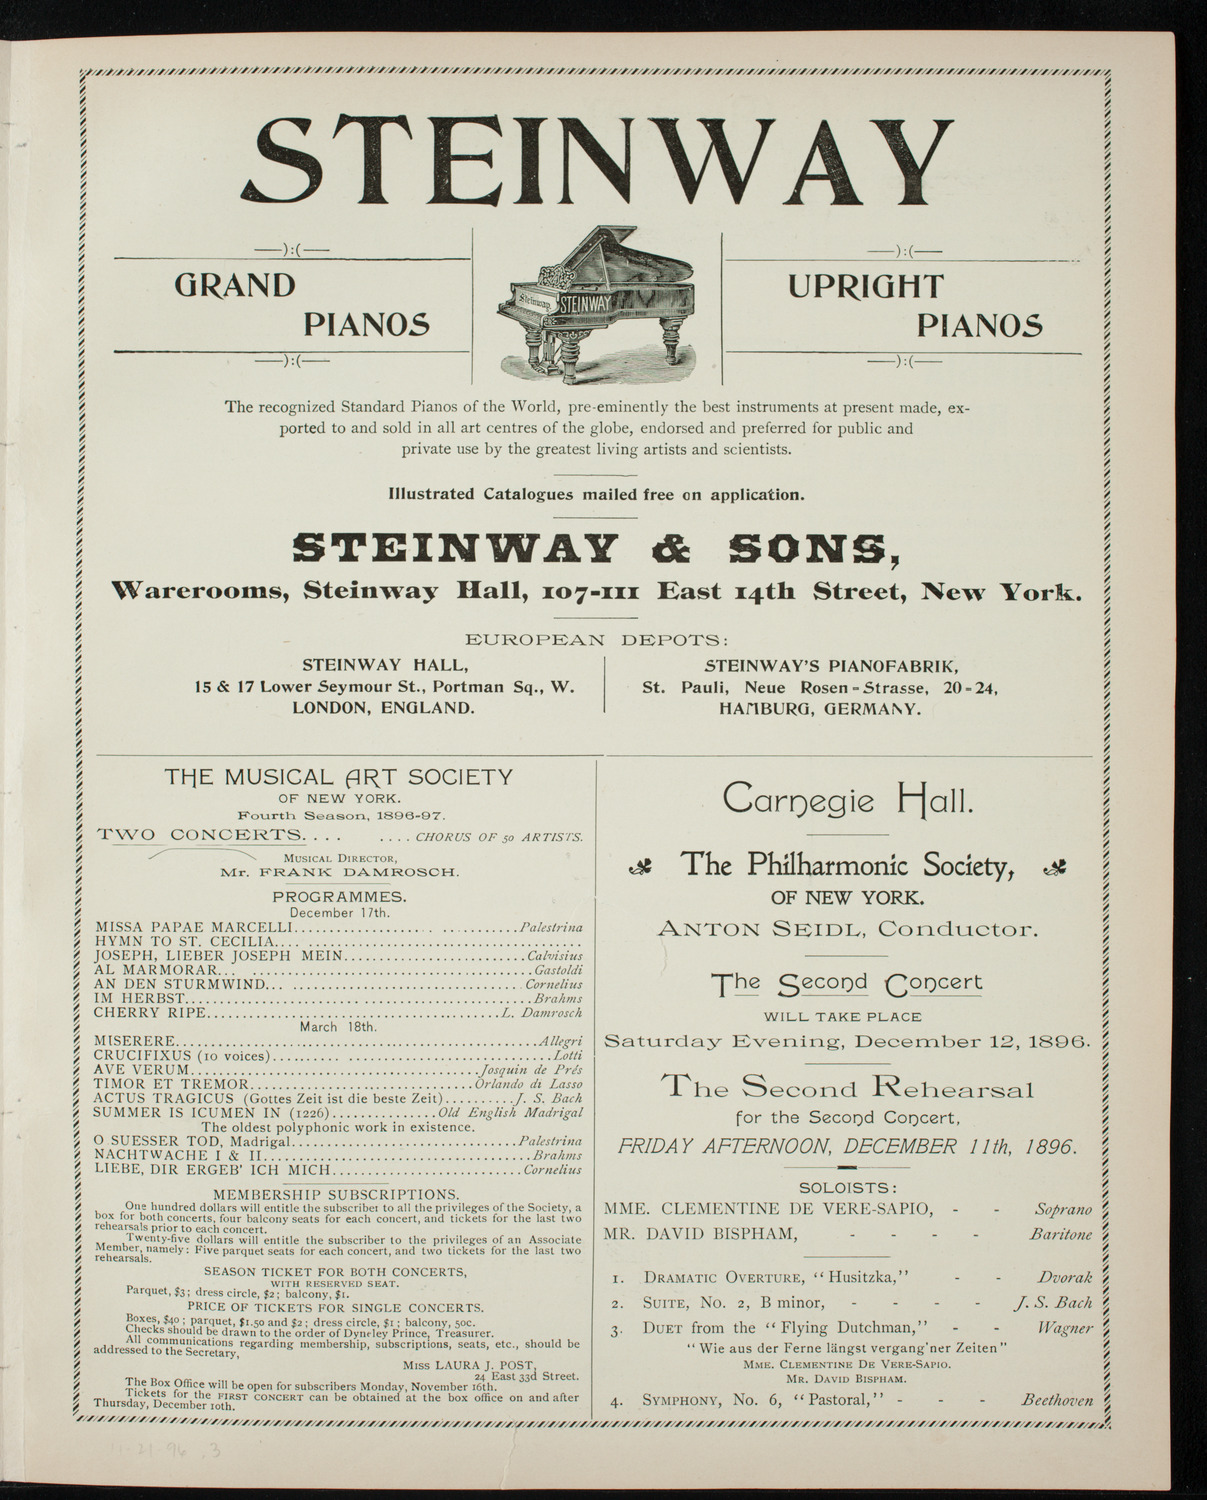 STEINWAY
—):(—
GRAND
PIANOS
—):(—
Steinway
STEINWAY
—):(—
UPRIGHT
PIANOS
—):(—
The recognized Standard Pianos of the World, pre-eminently the best instruments at present made, ex-
ported to and sold in all art centres of the globe, endorsed and preferred for public and
private use by the greatest living artists and scientists.
Illustrated Catalogues mailed free on application.
STEINWAY & SONS,
Warerooms, Steinway Hall, 107-111 East 14th Street, New York.
EUROPEAN DEPOTS:
STEINWAY HALL,
15 & 17 Lower Seymour St., Portman Sq., W.
LONDON, ENGLAND.
STEINWAY'S PIANOFABRIK,
St. Pauli, Neue Rosen-Strasse, 20-24,
HAMBURG, GERMANY.
THE MUSICAL ART SOCIETY
OF NEW YORK.
Fourth Season, 1896-97.
TWO CONCERTS. . . . . . . . CHORUS OF 50 ARTISTS.
MUSICAL DIRECTOR,
Mr. FRANK DAMROSCH.
PROGRAMMES.
December 17th.
MISSA PAPAE MARCELLI..............................Palestrina
HYMN TO ST. CECILIA.... ....................................
JOSEPH, LIEBER JOSEPH MEIN..........................Calvisius
AL MARMORAR... ........................................Gastoldi
AN DEN STURMWIND... .................................Cornelius
IM HERBST.................................................Brahms
CHERRY RIPE..........................................L. Damrosch
March 18th.
MISERERE...................................................Allegri
CRUCIFIXUS (10 voices)......................................Lotti
AVE VERUM.........................................Josquin de Prés
TIMOR ET TREMOR................................Orlando di Lasso
ACTUS TRAGICUS (Gottes Zeit ist die beste Zeit)..........J. S. Bach
SUMMER IS ICUMEN IN (1226)...............Old English Madrigal
The oldest polyphonic work in existence.
O SUESSER TOD, Madrigal................................Palestrina
NACHTWACHE I & II......................................Brahms
LIEBE, DIR ERGEB' ICH MICH...........................Cornelius
MEMBERSHIP SUBSCRIPTIONS.
One hundred dollars will entitle the subscriber to all the privileges of the Society, a
box for both concerts, four balcony seats for each concert, and tickets for the last two
rehearsals prior to each concert.
Twenty-five dollars will entitle the subscriber to the privileges of an Associate
Member, namely: Five parquet seats for each concert, and two tickets for the last two
rehearsals.
SEASON TICKET FOR BOTH CONCERTS,
WITH RESERVED SEAT.
Parquet, $3; dress circle, $2; balcony, $1.
PRICE OF TICKETS FOR SINGLE CONCERTS.
Boxes, $40; parquet, $1.50 and $2; dress circle, $1; balcony, 50c.
Checks should be drawn to the order of Dyneley Prince, Treasurer.
All communications regarding membership, subscriptions, seats, etc., should be
addressed to the Secretary,
MISS LAURA J. POST,
24 East 33d Street.
The Box Office will be open for subscribers Monday, November 16th.
Tickets for the FIRST CONCERT can be obtained at the box office on and after
Thursday, December 10th.
Carnegie Hall.
The Philharmonic Society,
OF NEW YORK.
ANTON SEIDL, Conductor.
The Second Concert
WILL TAKE PLACE
Saturday Evening, December 12, 1896.
The Second Rehearsal
for the Second Concert,
FRIDAY AFTERNOON, DECEMBER 11th, 1896.
SOLOISTS:
MME. CLEMENTINE DE VERE-SAPIO, - - Soprano
MR. DAVID BISPHAM, - - - - Baritone
1. DRAMATIC OVERTURE, "Husitzka," - - Dvorak
2. SUITE, No. 2, B minor, - - - - J. S. Bach
3. DUET from the "Flying Dutchman," - - Wagner
"Wie aus der Ferne längst vergang'ner Zeiten"
MME. CLEMENTINE DE VERE-SAPIO.
MR. DAVID BISPHAM.
4. SYMPHONY, No. 6, "Pastoral," - - - Beethoven
11-21-96 .3